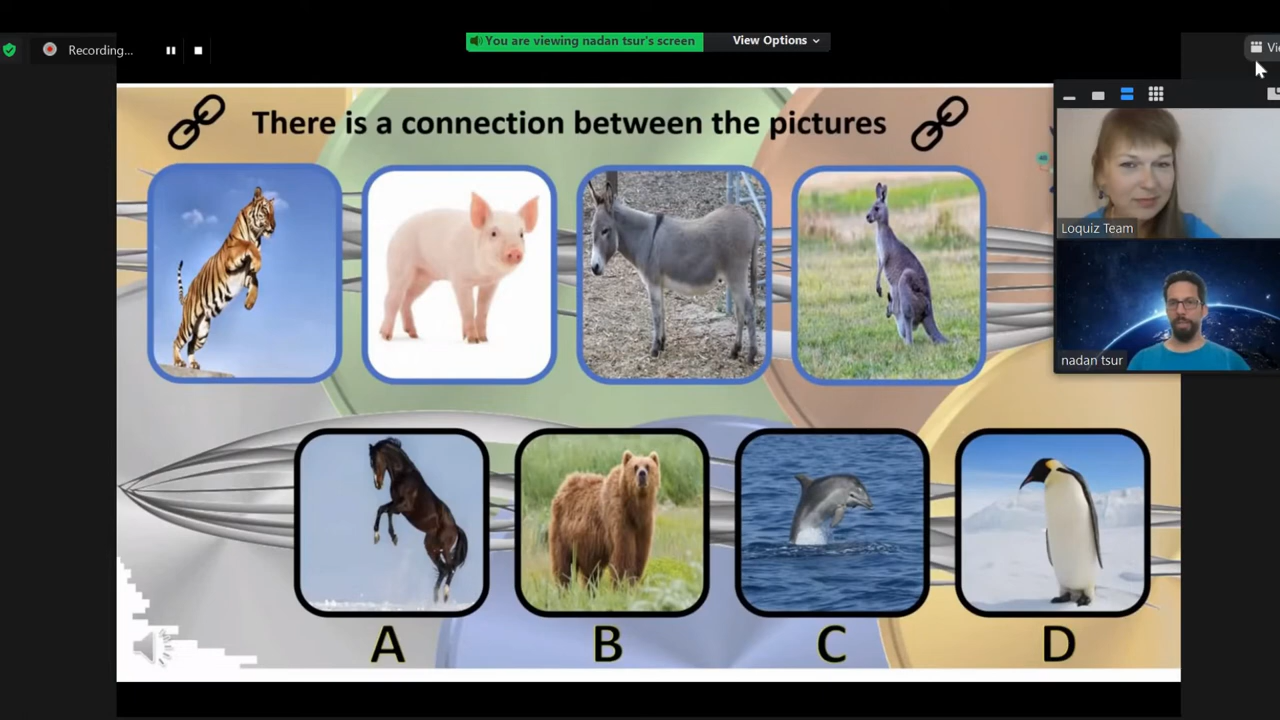 Recording...
You are viewing nadan tsur's screen
View Options
There is a connection between the pictures
Loquiz Team
nadan tsur
A
B
C
D